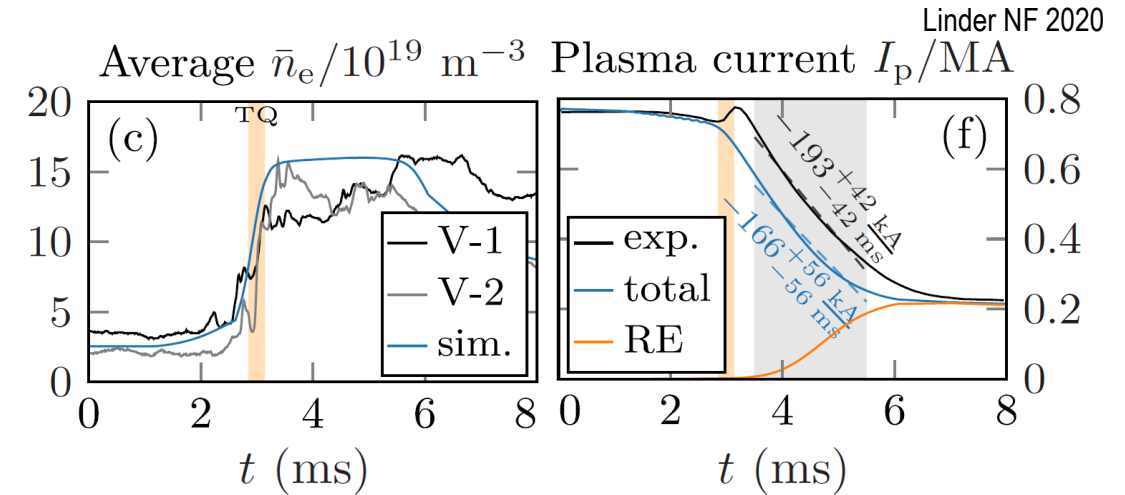 Linder NF 2020
Average n̄e/10^19 m^−3
Plasma current Ip/MA
20
15
10
5
0
TQ
(c)
V-1
V-2
sim.
0 2 4 6 8
t (ms)
(f)
−193 +42 −42 kA/ms
−166 +56 −56 kA/ms
exp.
total
RE
0.8
0.6
0.4
0.2
0
0 2 4 6 8
t (ms)